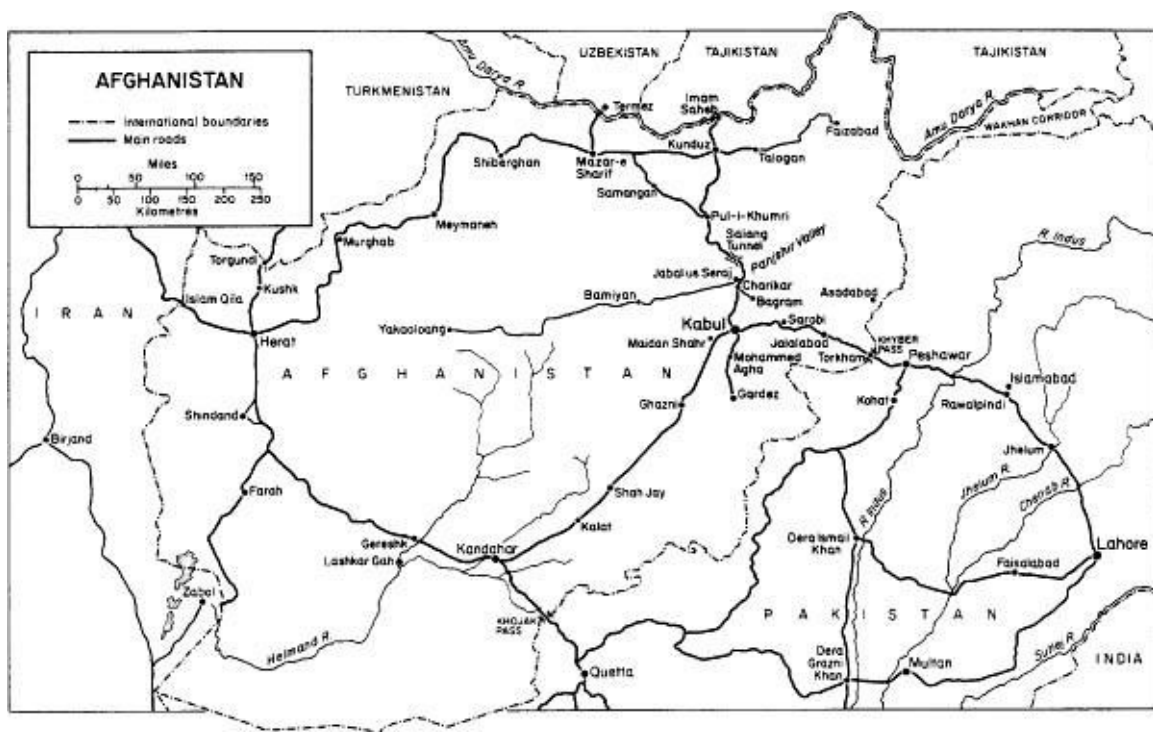 AFGHANISTAN
International boundaries
Main roads
Miles
0 50 100 150
0 50 100 150 200 250
Kilometres
UZBEKISTAN
TAJIKISTAN
TAJIKISTAN
TURKMENISTAN
Amu Darya R.
Amu Darya R.
WAKHAN CORRIDOR
Termez
Imam
Saheb
Faizabad
Shiberghan
Mazar-e
Sharif
Kunduz
Talogan
Samangan
Meymaneh
Pul-i-Khumri
Murghab
Salang
Tunnel
Panjshir Valley
R. Indus
Torgundi
Jabal us Seraj
Kushk
Charikar
Islam Qila
Bamiyan
Bagram
Asadabad
IRAN
Herat
Yakaolang
Kabul
Sarobi
Maidan Shahr
Jalalabad
KHYBER
PASS
Torkham
Peshawar
AFGHANISTAN
Mohammed
Agha
Islamabad
Gardez
Ghazni
Kohat
Rawalpindi
Shindand
Birjand
Jhelum
Farah
Shah Jay
Jhelum R.
Chenab R.
R. Indus
Kalat
Gereshk
Kandahar
Dera Ismail
Khan
Lahore
Lashkar Gah
Faisalabad
Zabol
PAKISTAN
KHOJAK
PASS
Helmand R.
Sutlej R.
Quetta
Dera
Grazni
Khan
Multan
INDIA